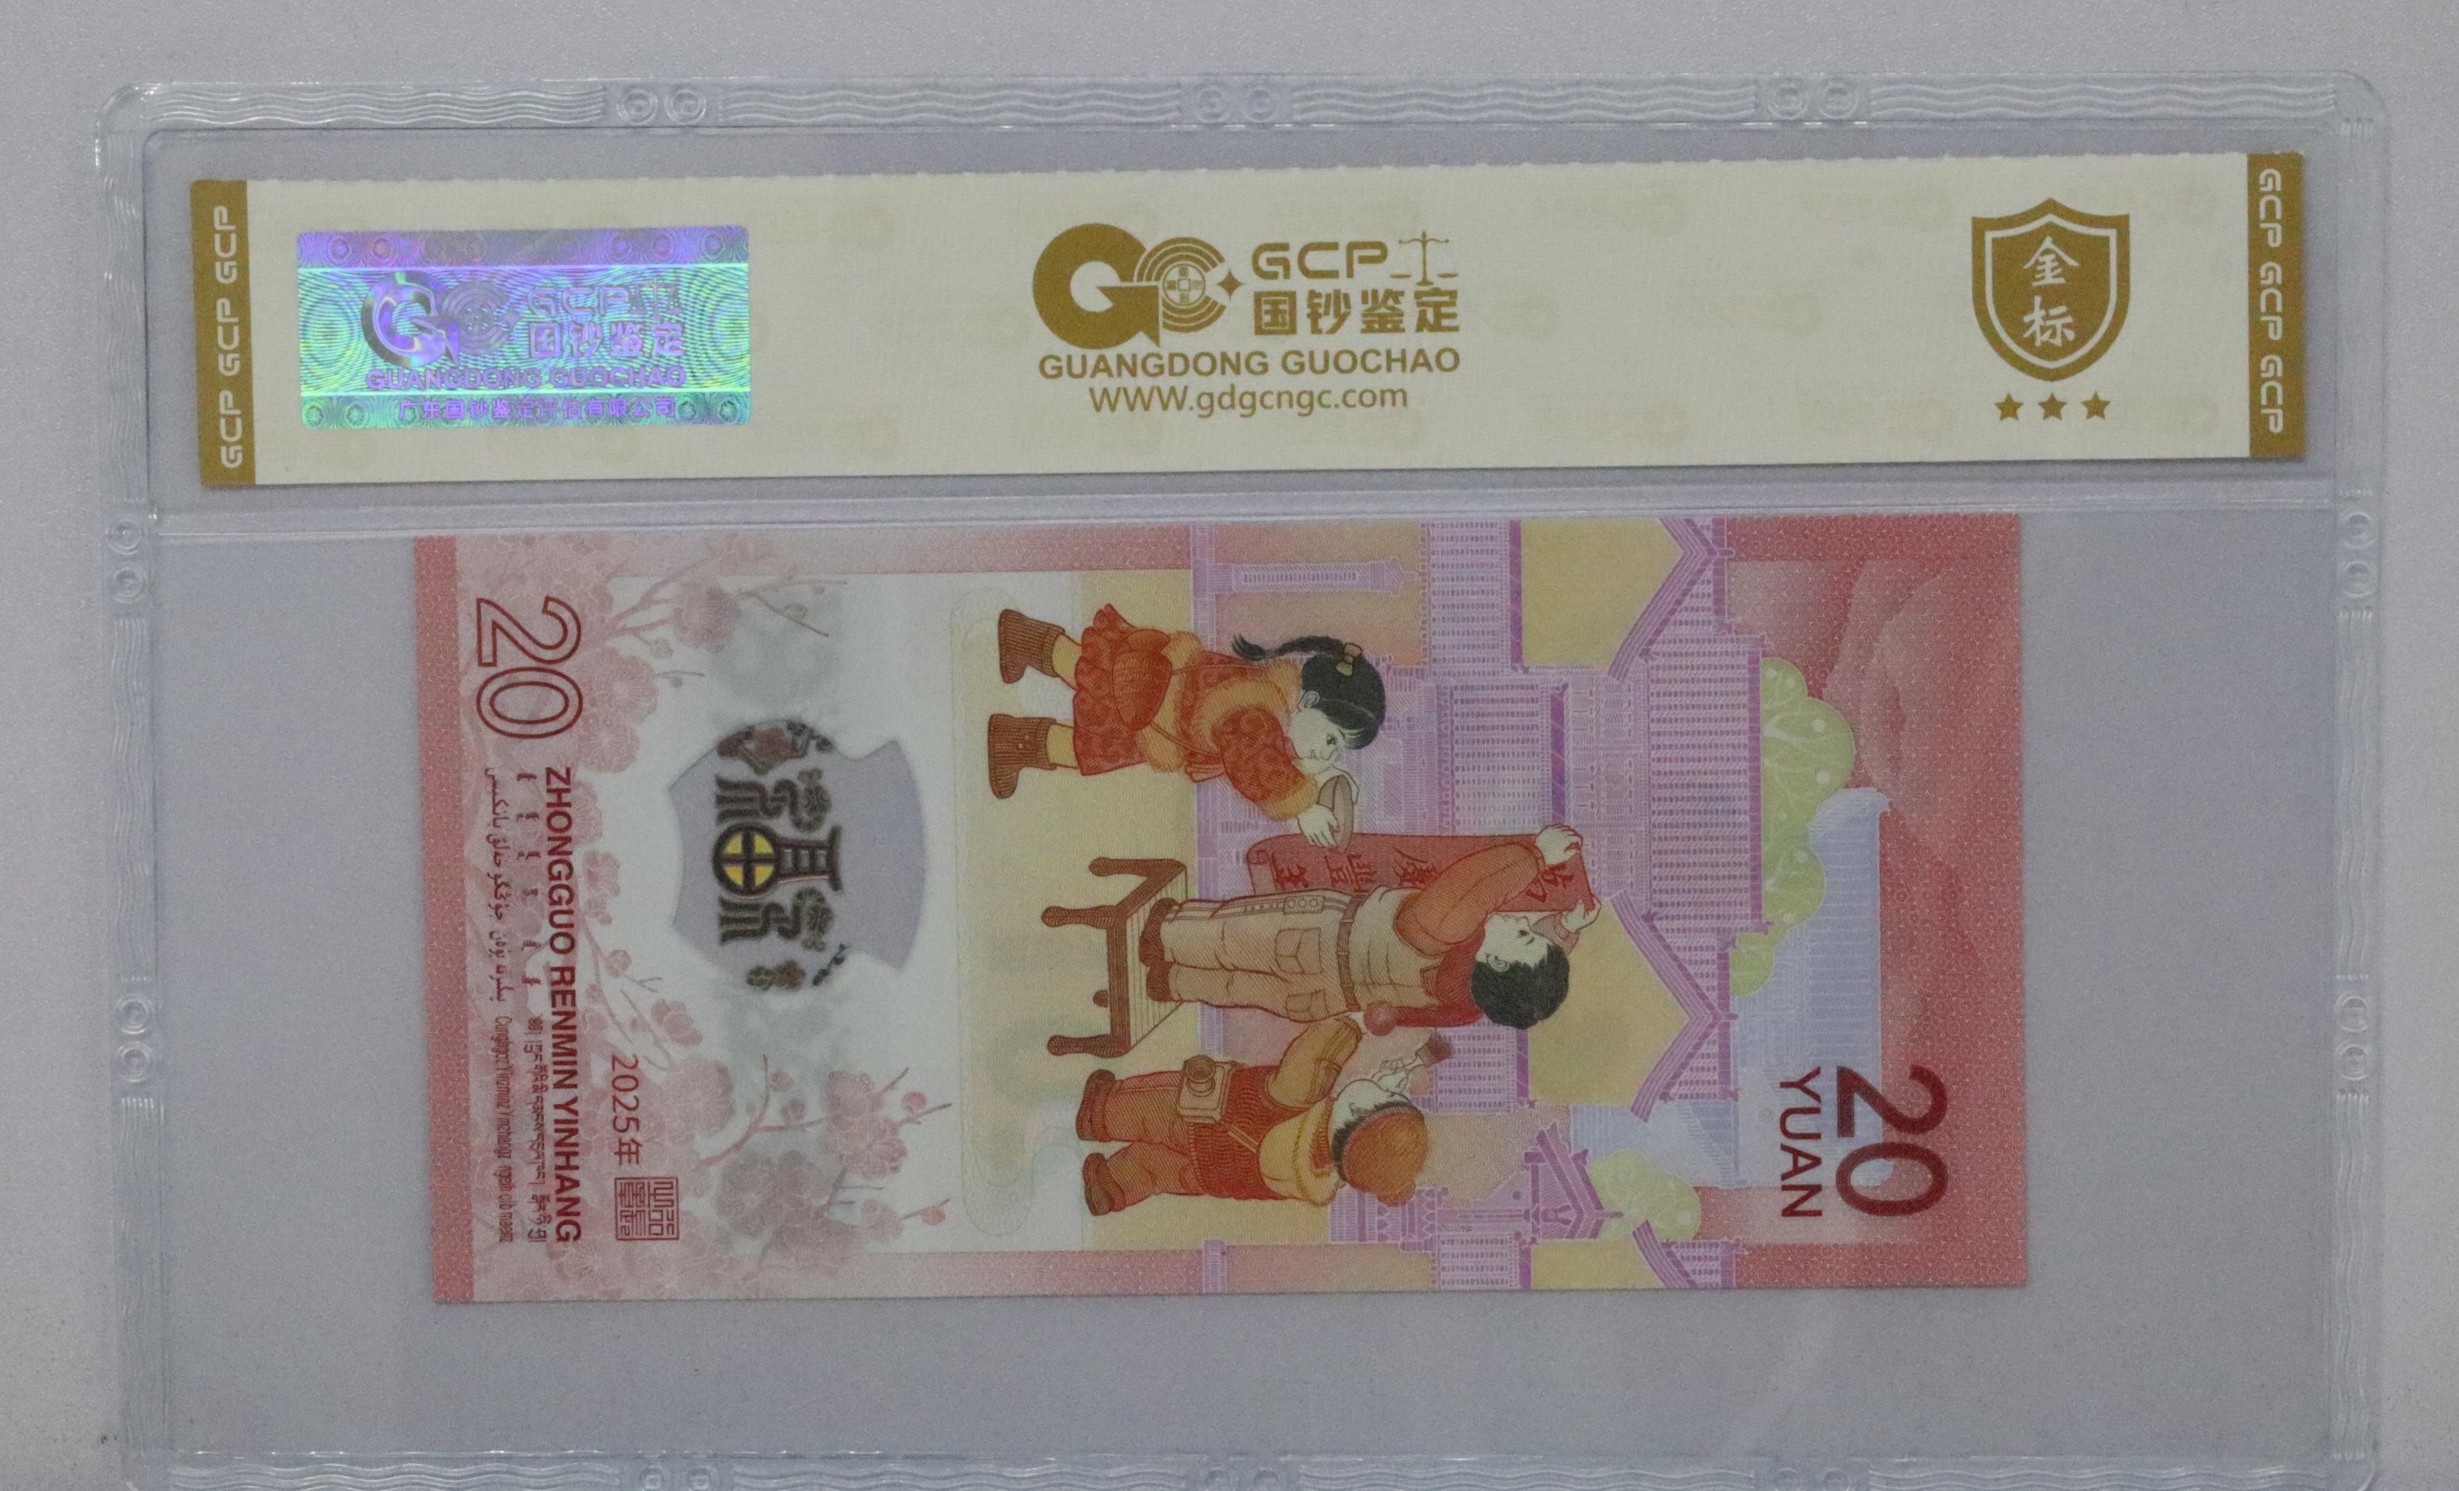 GCP GCP GCP
GCP
国钞鉴定
GUANGDONG GUOCHAO
广东国钞鉴定评估有限公司
GCP
国钞鉴定
GUANGDONG GUOCHAO
WWW.gdgcngc.com
金
标
GCP GCP GCP
20
YUAN
2025年
20
ZHONGGUO RENMIN YINHANG